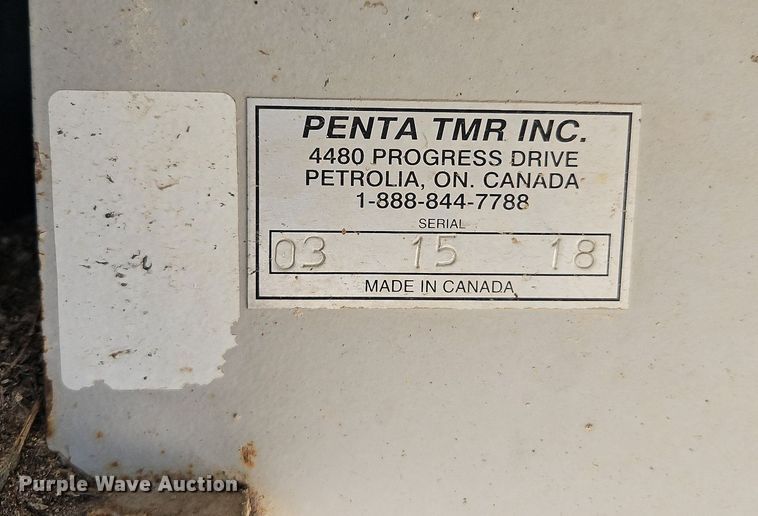 PENTA TMR INC.
4480 PROGRESS DRIVE
PETROLIA, ON. CANADA
1-888-844-7788
SERIAL
03 15 18
MADE IN CANADA
Purple Wave Auction